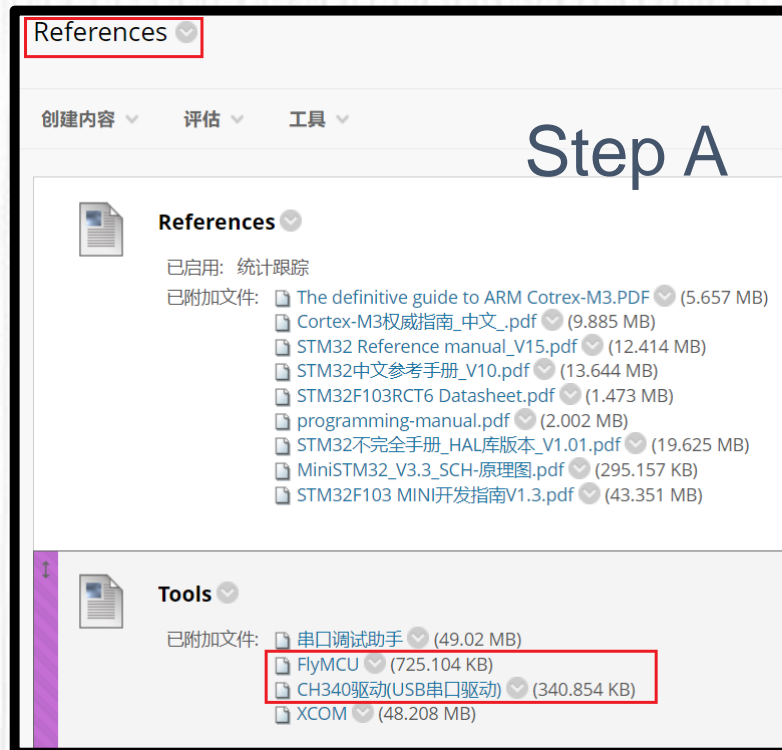 References
创建内容 评估 工具
Step A
References
已启用: 统计跟踪
已附加文件: The definitive guide to ARM Cotrex-M3.PDF (5.657 MB)
Cortex-M3权威指南_中文_.pdf (9.885 MB)
STM32 Reference manual_V15.pdf (12.414 MB)
STM32中文参考手册_V10.pdf (13.644 MB)
STM32F103RCT6 Datasheet.pdf (1.473 MB)
programming-manual.pdf (2.002 MB)
STM32不完全手册_HAL库版本_V1.01.pdf (19.625 MB)
MiniSTM32_V3.3_SCH-原理图.pdf (295.157 KB)
STM32F103 MINI开发指南V1.3.pdf (43.351 MB)
Tools
已附加文件: 串口调试助手 (49.02 MB)
FlyMCU (725.104 KB)
CH340驱动(USB串口驱动) (340.854 KB)
XCOM (48.208 MB)